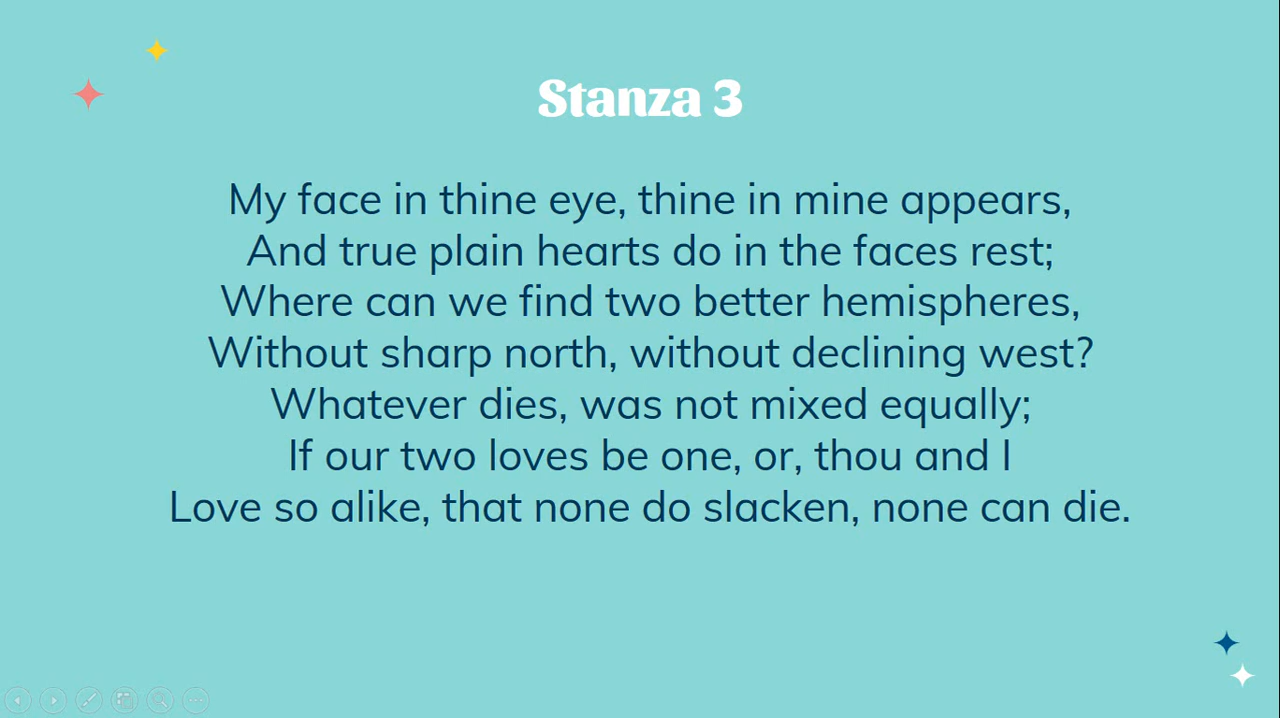 Stanza 3
My face in thine eye, thine in mine appears,
And true plain hearts do in the faces rest;
Where can we find two better hemispheres,
Without sharp north, without declining west?
Whatever dies, was not mixed equally;
If our two loves be one, or, thou and I
Love so alike, that none do slacken, none can die.